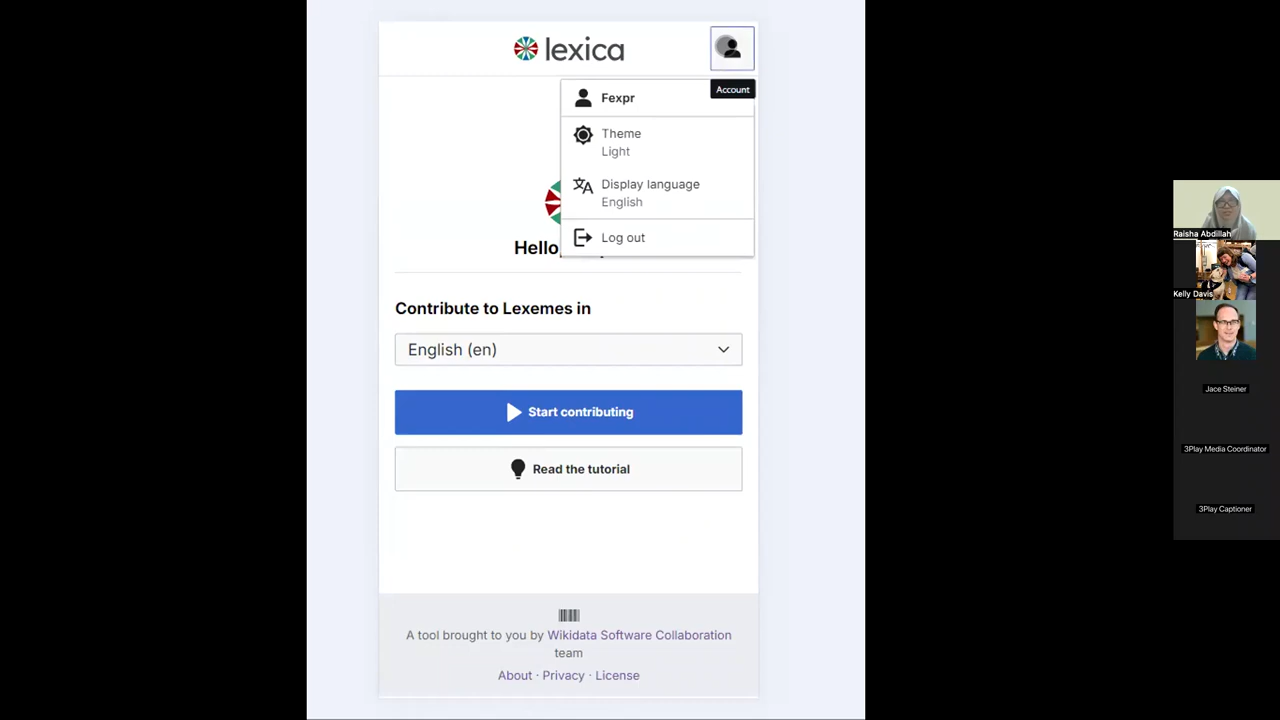 lexica
Account
Fexpr
Theme
Light
Display language
English
Log out
Hello
Contribute to Lexemes in
English (en)
Start contributing
Read the tutorial
A tool brought to you by Wikidata Software Collaboration
team
About · Privacy · License
Raisha Abdillah
Kelly Davis
Jace Steiner
3Play Media Coordinator
3Play Captioner